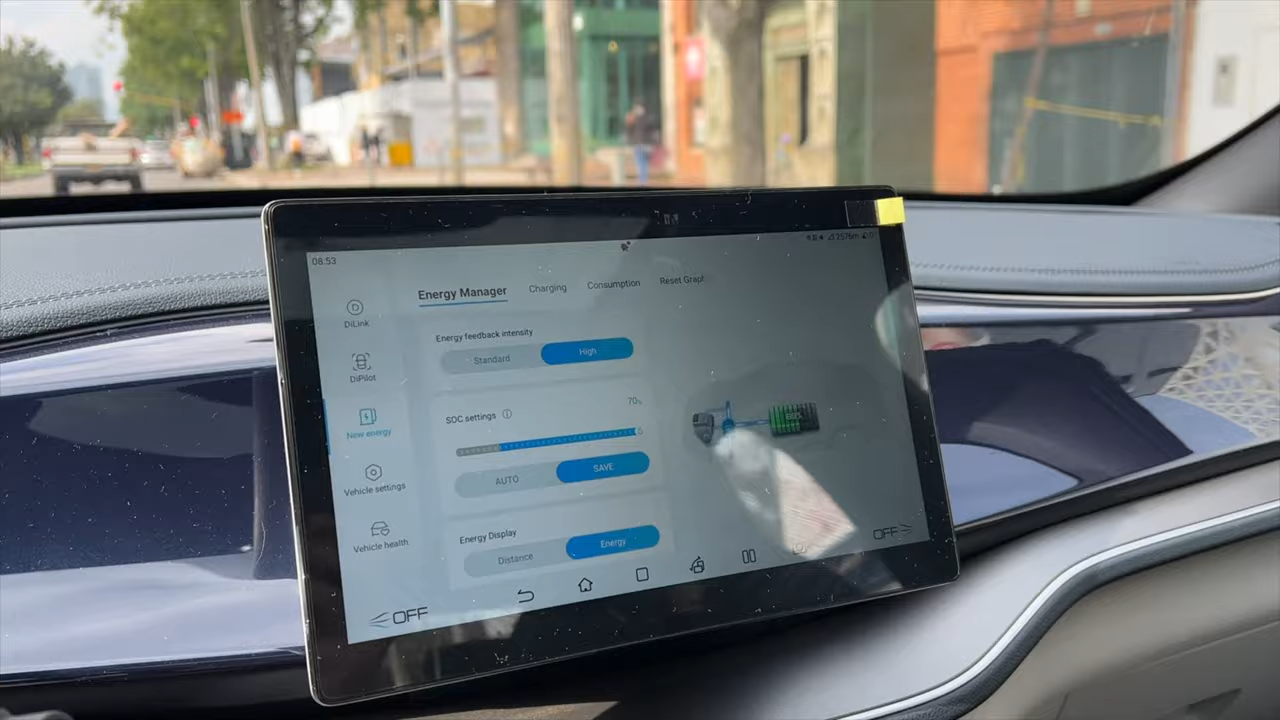 08:53
2576m
DiLink
DiPilot
New energy
Vehicle settings
Vehicle health
Energy Manager
Charging
Consumption
Reset Graph
Energy feedback intensity
Standard
High
SOC settings
70%
AUTO
SAVE
Energy Display
Distance
Energy
OFF
OFF